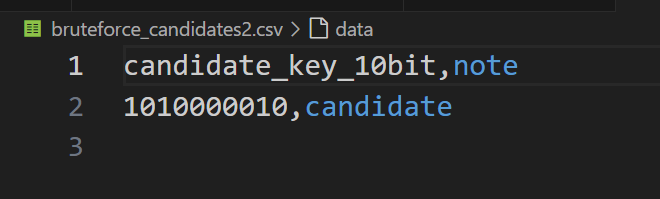 bruteforce_candidates2.csv > data
1 candidate_key_10bit,note
2 1010000010,candidate
3